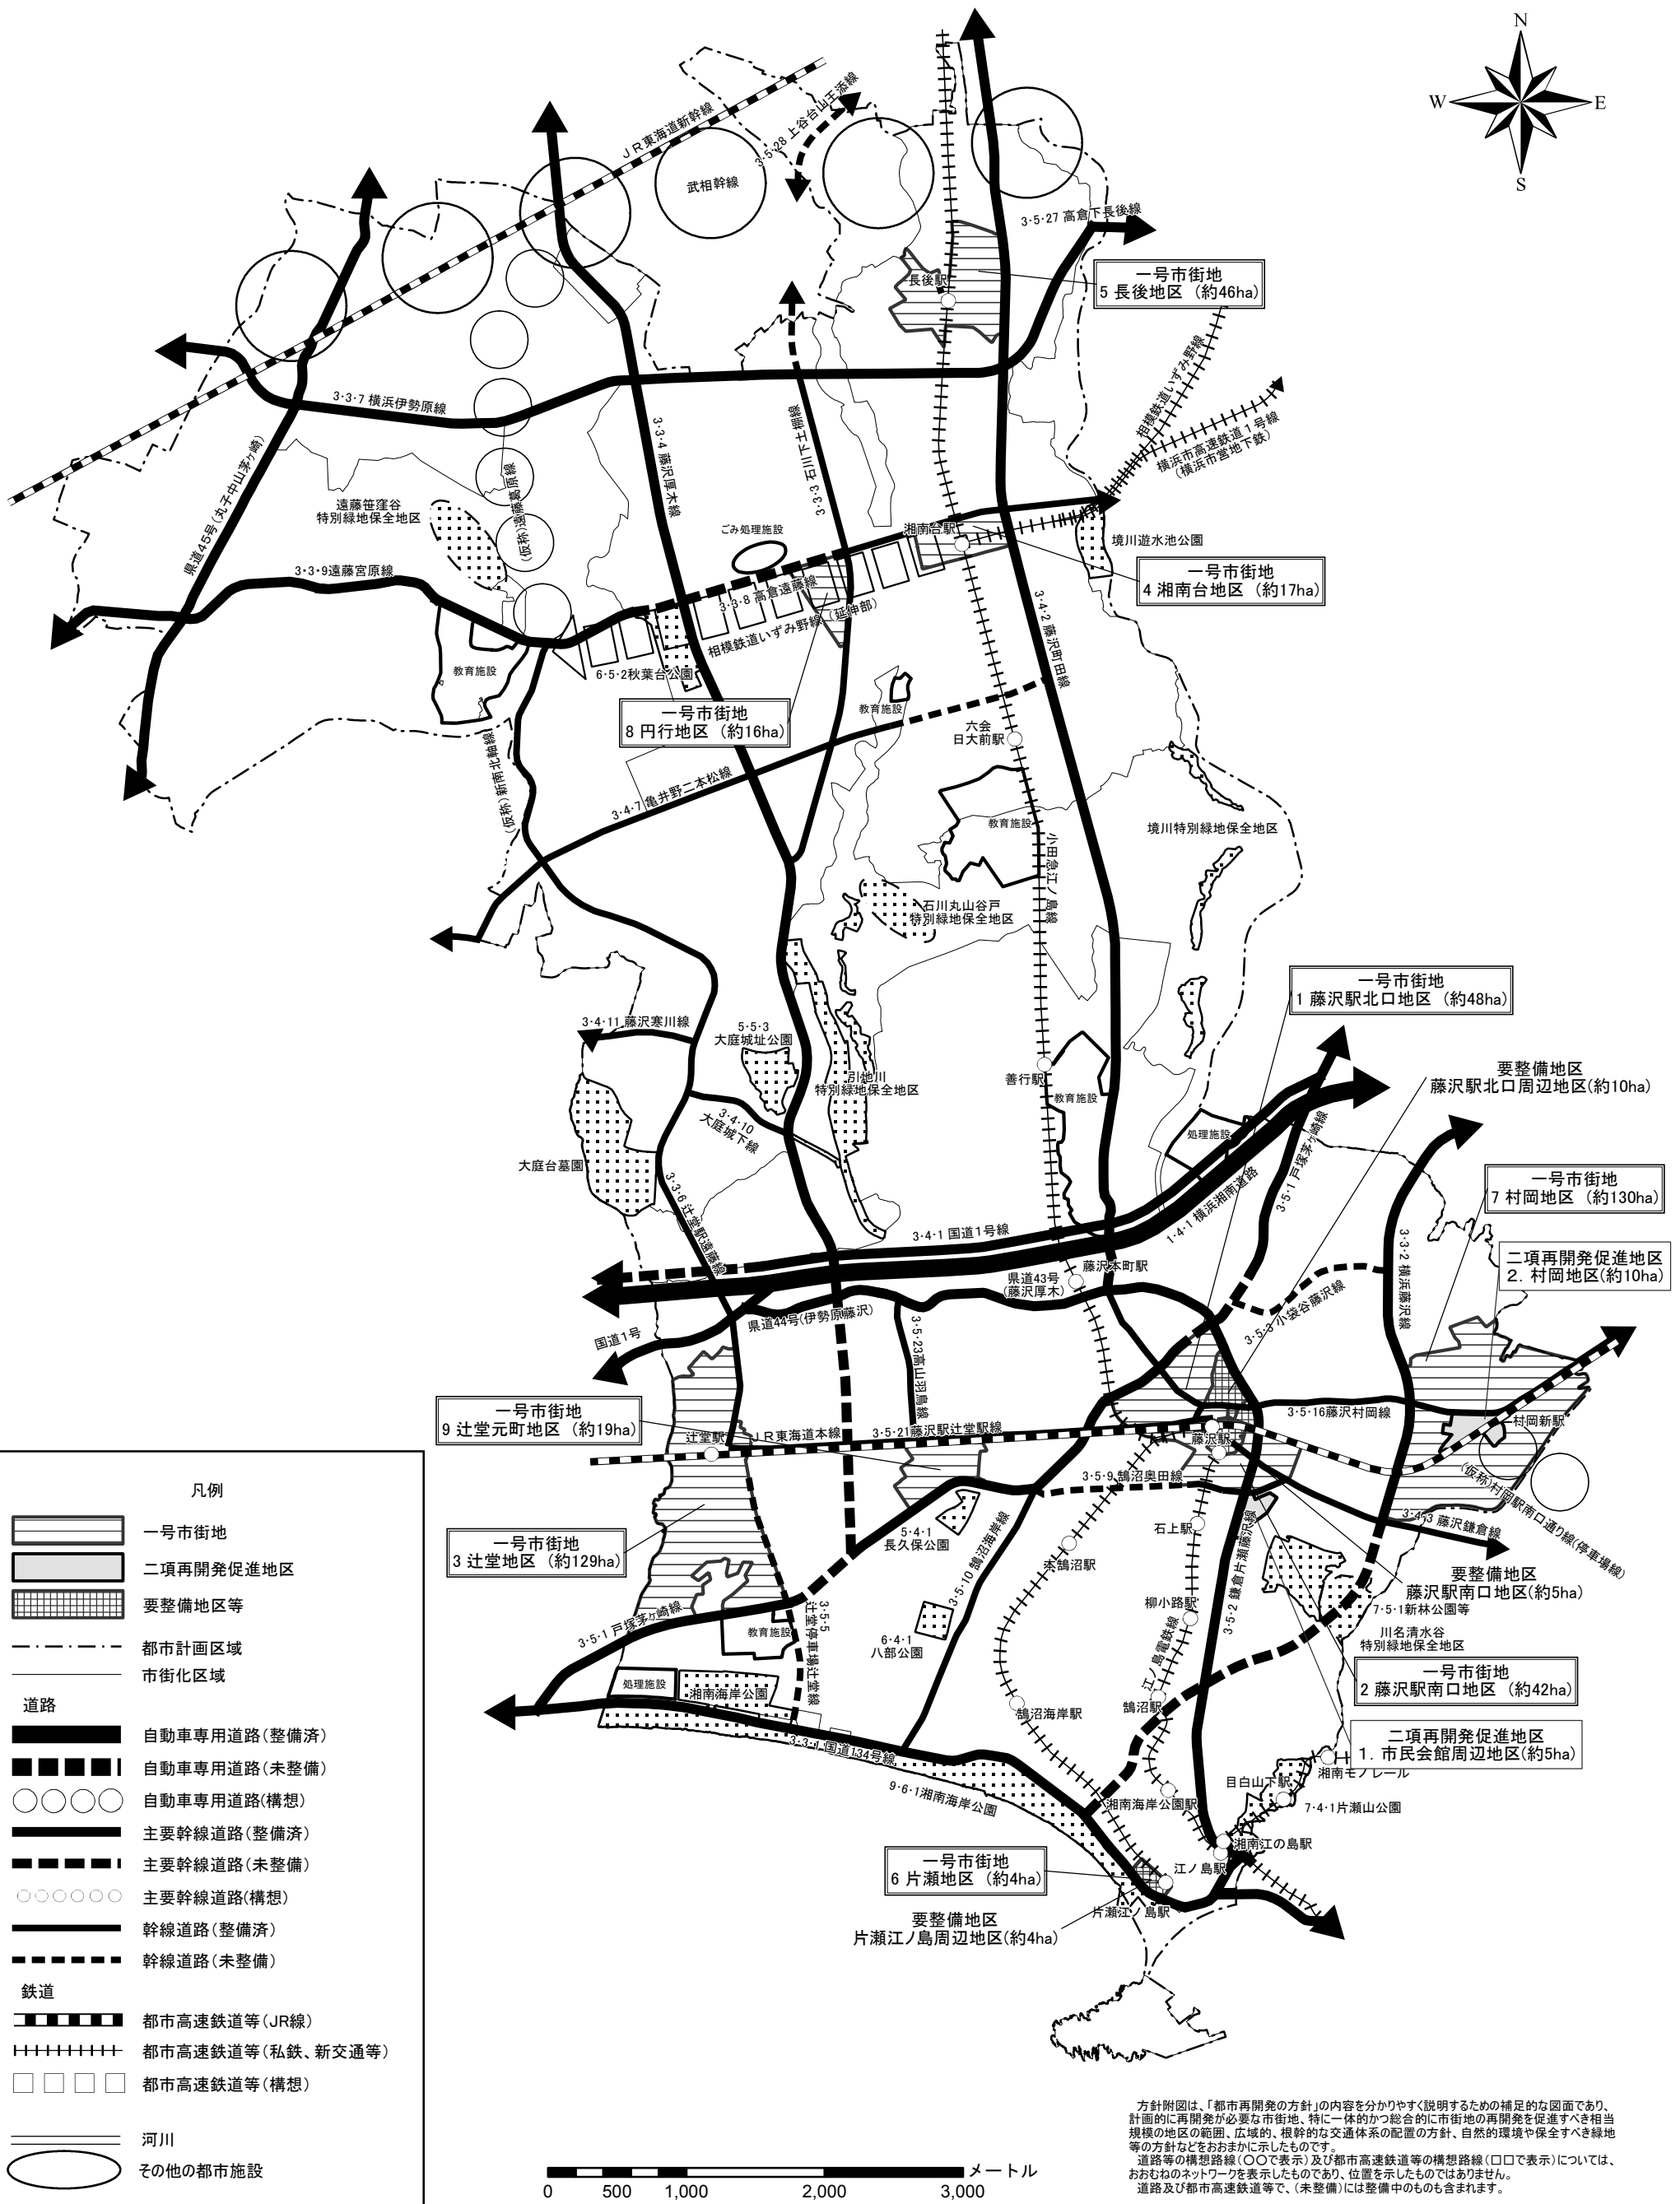 N
W
E
S
JR東海道新幹線
3・5・28 上谷台山王添線
武相幹線
3・5・27 高倉下長後線
長後駅
一号市街地
5 長後地区 (約46ha)
相模鉄道いずみ野線
横浜市高速鉄道1号線
(横浜市営地下鉄)
3・3・7 横浜伊勢原線
県道45号(丸子中山茅ヶ崎)
3・3・4 藤沢厚木線
3・3・3 石川下土棚線
遠藤笹窪谷
特別緑地保全地区
(仮称)遠藤葛原線
ごみ処理施設
湘南台駅
境川遊水池公園
一号市街地
4 湘南台地区 (約17ha)
3・3・9遠藤宮原線
3・3・8 高倉遠藤線
相模鉄道いずみ野線(延伸部)
3・4・2 藤沢町田線
教育施設
6・5・2秋葉台公園
一号市街地
8 円行地区 (約16ha)
教育施設
六会
日大前駅
(仮称)新南北軸線
3・4・7 亀井野二本松線
教育施設
小田急江ノ島線
境川特別緑地保全地区
石川丸山谷戸
特別緑地保全地区
一号市街地
1 藤沢駅北口地区 (約48ha)
3・4・11 藤沢寒川線
5・5・3
大庭城址公園
引地川
特別緑地保全地区
善行駅
教育施設
要整備地区
藤沢駅北口周辺地区(約10ha)
3・4・10
大庭城下線
処理施設
3・5・1 戸塚茅ヶ崎線
大庭台墓園
3・3・6 辻堂駅遠藤線
1・4・1 横浜湘南道路
3・4・1 国道1号線
一号市街地
7 村岡地区 (約130ha)
3・3・2 横浜藤沢線
二項再開発促進地区
2. 村岡地区(約10ha)
藤沢本町駅
県道43号
(藤沢厚木)
国道1号
県道44号(伊勢原藤沢)
3・5・3 小袋谷藤沢線
3・5・23高山羽鳥線
一号市街地
9 辻堂元町地区 (約19ha)
辻堂駅
JR東海道本線
3・5・21藤沢駅辻堂駅線
藤沢駅
3・5・16藤沢村岡線
村岡新駅
3・5・9 鵠沼奥田線
(仮称)村岡駅南口通り線(停車場線)
3・4・3 藤沢鎌倉線
一号市街地
3 辻堂地区 (約129ha)
5・4・1
長久保公園
3・5・10 鵠沼海岸線
石上駅
本鵠沼駅
3・5・2 鎌倉片瀬藤沢線
要整備地区
藤沢駅南口地区(約5ha)
7・5・1新林公園等
川名清水谷
特別緑地保全地区
柳小路駅
江ノ島電鉄線
3・5・1 戸塚茅ヶ崎線
教育施設
3・5・5
辻堂停車場辻堂線
6・4・1
八部公園
一号市街地
2 藤沢駅南口地区 (約42ha)
処理施設
湘南海岸公園
鵠沼海岸駅
鵠沼駅
二項再開発促進地区
1. 市民会館周辺地区(約5ha)
3・3・1 国道134号線
湘南モノレール
目白山下駅
7・4・1片瀬山公園
9・6・1湘南海岸公園
湘南海岸公園駅
湘南江の島駅
江ノ島駅
一号市街地
6 片瀬地区 (約4ha)
片瀬江ノ島駅
要整備地区
片瀬江ノ島周辺地区(約4ha)
凡例
一号市街地
二項再開発促進地区
要整備地区等
都市計画区域
市街化区域
道路
自動車専用道路(整備済)
自動車専用道路(未整備)
自動車専用道路(構想)
主要幹線道路(整備済)
主要幹線道路(未整備)
主要幹線道路(構想)
幹線道路(整備済)
幹線道路(未整備)
鉄道
都市高速鉄道等(JR線)
都市高速鉄道等(私鉄、新交通等)
都市高速鉄道等(構想)
河川
その他の都市施設
メートル
0 500 1,000 2,000 3,000
方針附図は、「都市再開発の方針」の内容を分かりやすく説明するための補足的な図面であり、
計画的に再開発が必要な市街地、特に一体的かつ総合的に市街地の再開発を促進すべき相当
規模の地区の範囲、広域的、根幹的な交通体系の配置の方針、自然的環境や保全すべき緑地
等の方針などをおおまかに示したものです。
道路等の構想路線(〇〇で表示)及び都市高速鉄道等の構想路線(□□で表示)については、
おおむねのネットワークを表示したものであり、位置を示したものではありません。
道路及び都市高速鉄道等で、(未整備)には整備中のものも含まれます。